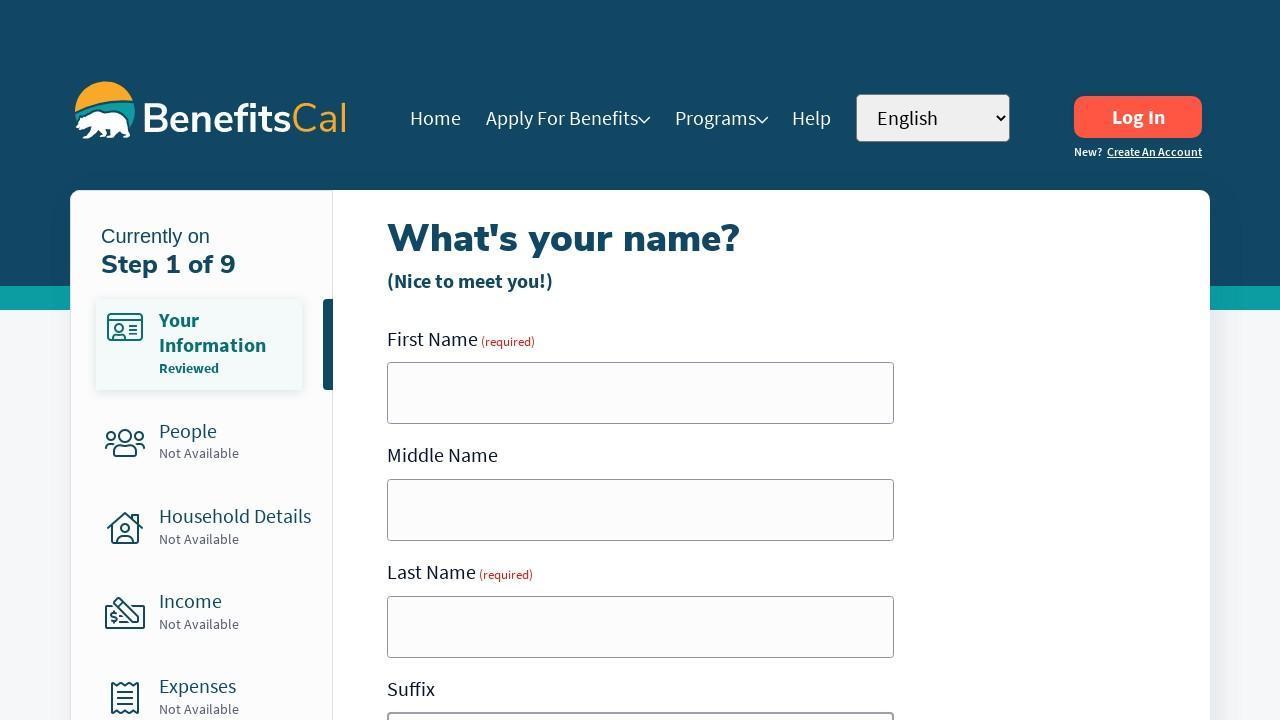 BenefitsCal
Home
Apply For Benefits
Programs
Help
English
Log In
New? Create An Account
Currently on
Step 1 of 9
Your
Information
Reviewed
People
Not Available
Household Details
Not Available
Income
Not Available
Expenses
Not Available
What's your name?
(Nice to meet you!)
First Name (required)
Middle Name
Last Name (required)
Suffix